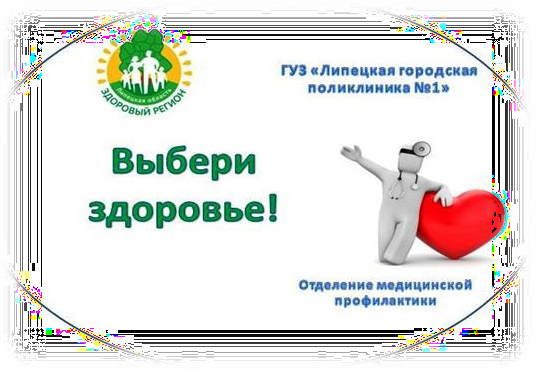 ГУЗ «Липецкая городская
поликлиника №1»
Липецкая область
ЗДОРОВЫЙ РЕГИОН
Выбери
здоровье!
Отделение медицинской
профилактики